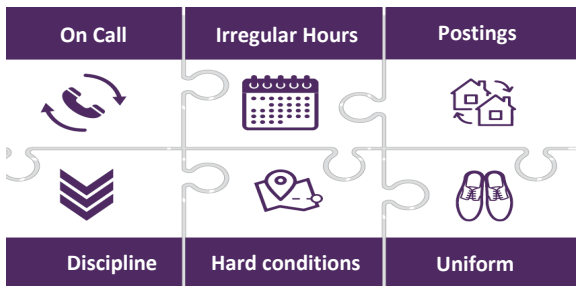 On Call
Irregular Hours
Postings
Discipline
Hard conditions
Uniform